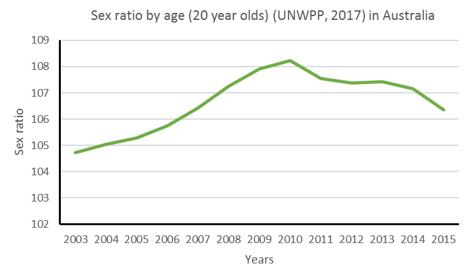 Sex ratio by age (20 year olds) (UNWPP, 2017) in Australia
109
108
107
106
105
104
103
102
Sex ratio
2003 2004 2005 2006 2007 2008 2009 2010 2011 2012 2013 2014 2015
Years